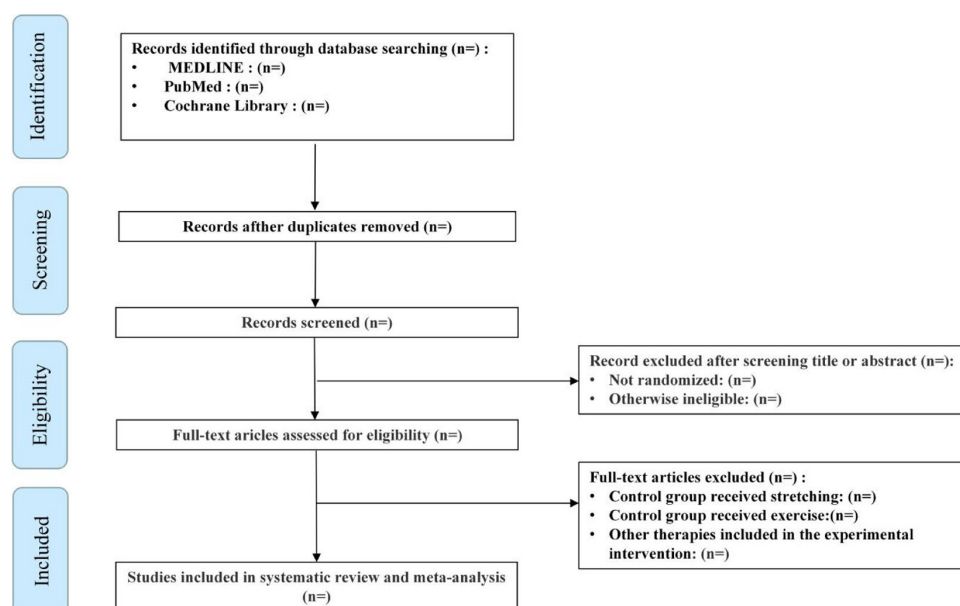 Identification
Records identified through database searching (n=) :
• MEDLINE : (n=)
• PubMed : (n=)
• Cochrane Library : (n=)
Screening
Records afther duplicates removed (n=)
Records screened (n=)
Eligibility
Record excluded after screening title or abstract (n=):
• Not randomized: (n=)
• Otherwise ineligible: (n=)
Full-text aricles assessed for eligibility (n=)
Included
Full-text articles excluded (n=) :
• Control group received stretching: (n=)
• Control group received exercise:(n=)
• Other therapies included in the experimental
intervention: (n=)
Studies included in systematic review and meta-analysis
(n=)